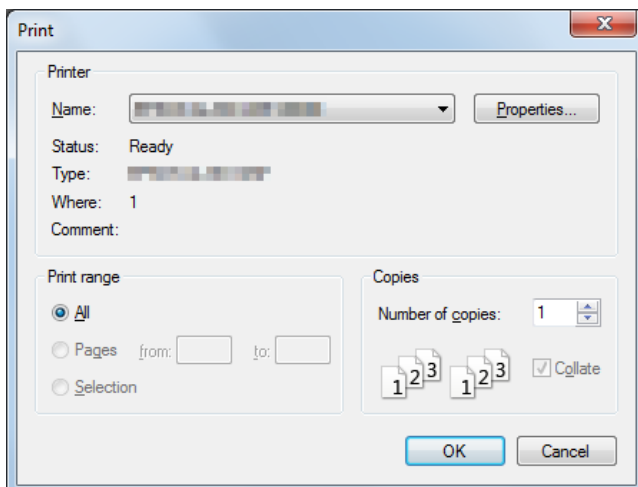 Print
Printer
Name:
Properties...
Status: Ready
Type:
Where: 1
Comment:
Print range
All
Pages from: to:
Selection
Copies
Number of copies: 1
1 2 3 1 2 3
Collate
OK Cancel